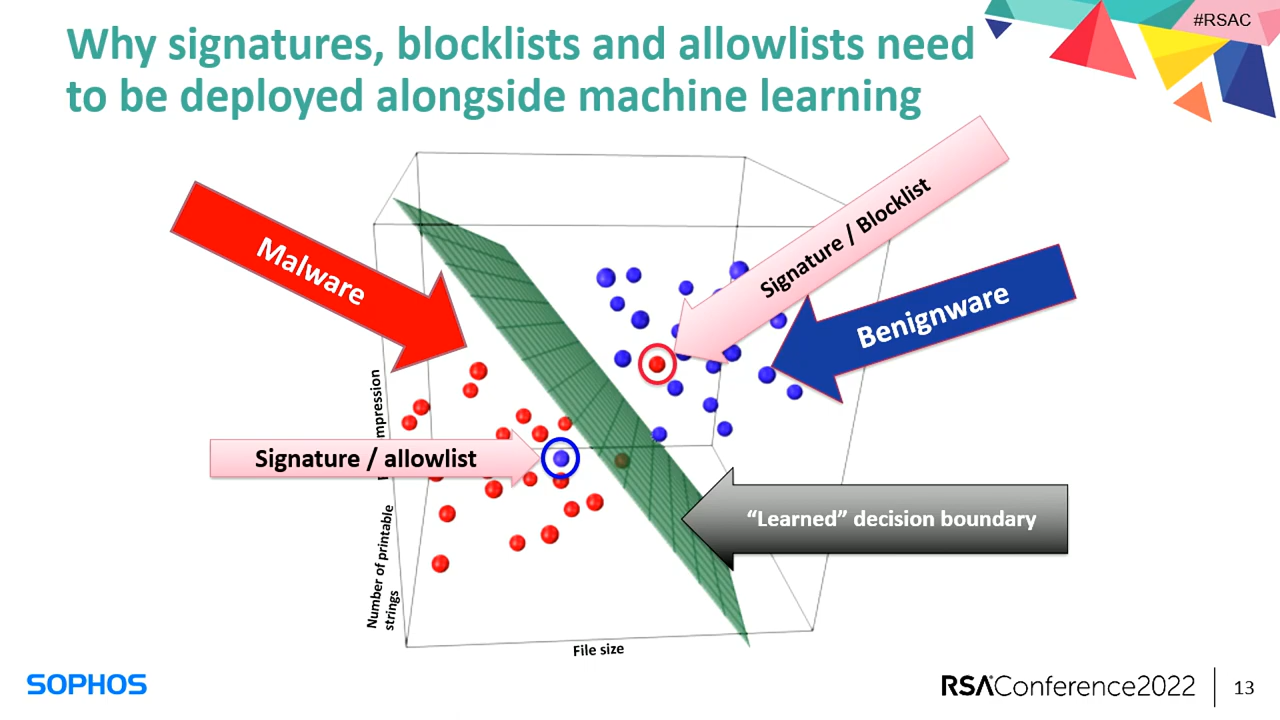 #RSAC
Why signatures, blocklists and allowlists need
to be deployed alongside machine learning
Signature / Blocklist
Malware
Benignware
mpression
Signature / allowlist
"Learned" decision boundary
Number of printable
strings
File size
SOPHOS
RSAConference2022
13